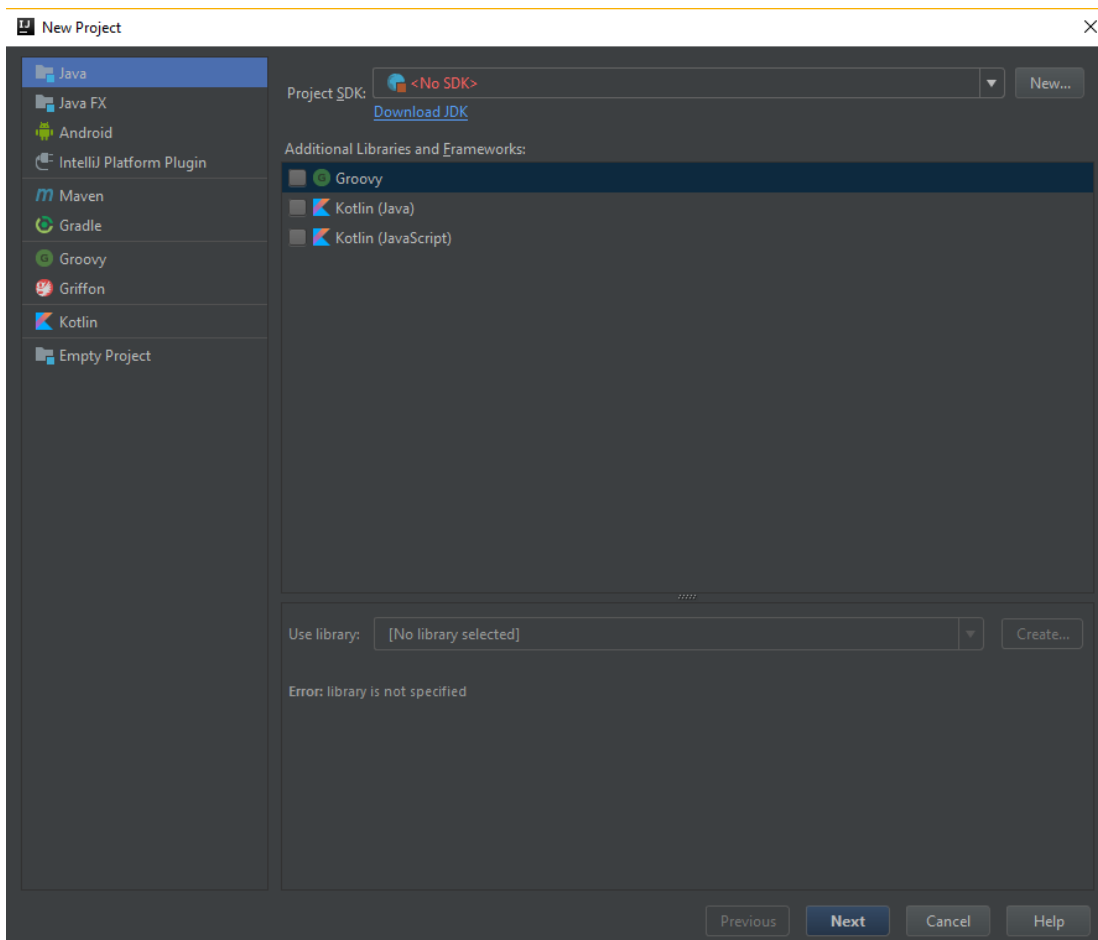 New Project
Java
Java FX
Android
IntelliJ Platform Plugin
Maven
Gradle
Groovy
Griffon
Kotlin
Empty Project
Project SDK: <No SDK> New...
Download JDK
Additional Libraries and Frameworks:
Groovy
Kotlin (Java)
Kotlin (JavaScript)
Use library: [No library selected] Create...
Error: library is not specified
Previous Next Cancel Help